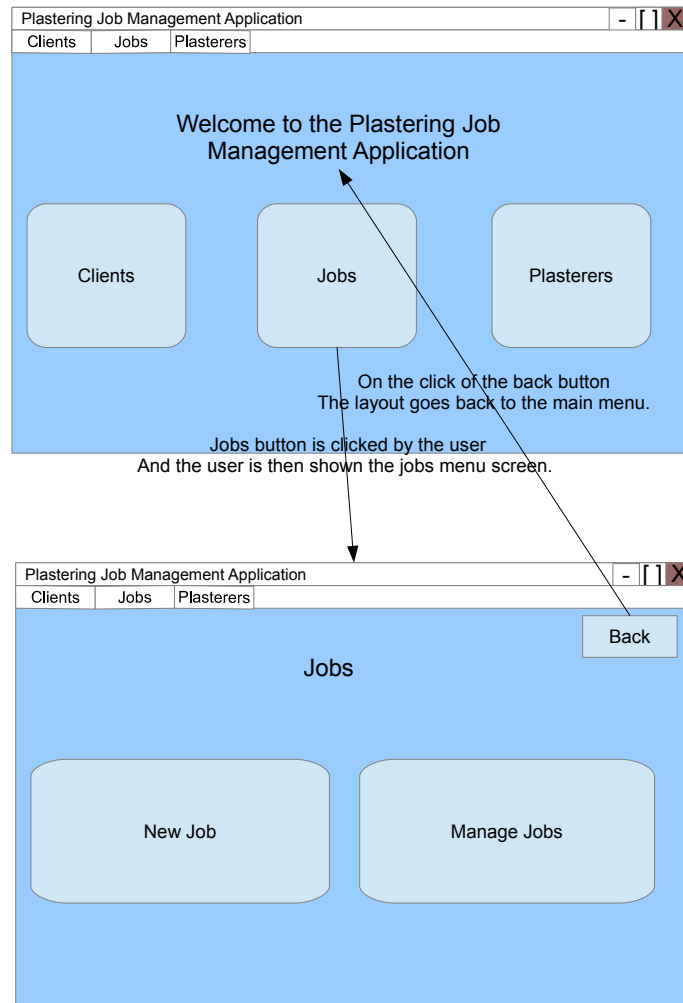 Plastering Job Management Application - [ ] X
Clients Jobs Plasterers
Welcome to the Plastering Job
Management Application
Clients Jobs Plasterers
On the click of the back button
The layout goes back to the main menu.
Jobs button is clicked by the user
And the user is then shown the jobs menu screen.
Plastering Job Management Application - [ ] X
Clients Jobs Plasterers
Back
Jobs
New Job Manage Jobs